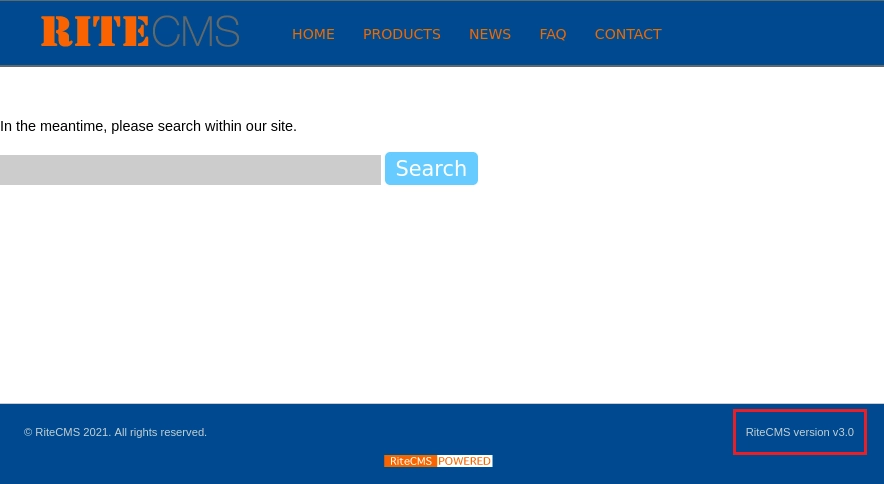 RITECMS HOME PRODUCTS NEWS FAQ CONTACT
In the meantime, please search within our site.
Search
© RiteCMS 2021. All rights reserved. RiteCMS version v3.0
RiteCMS POWERED